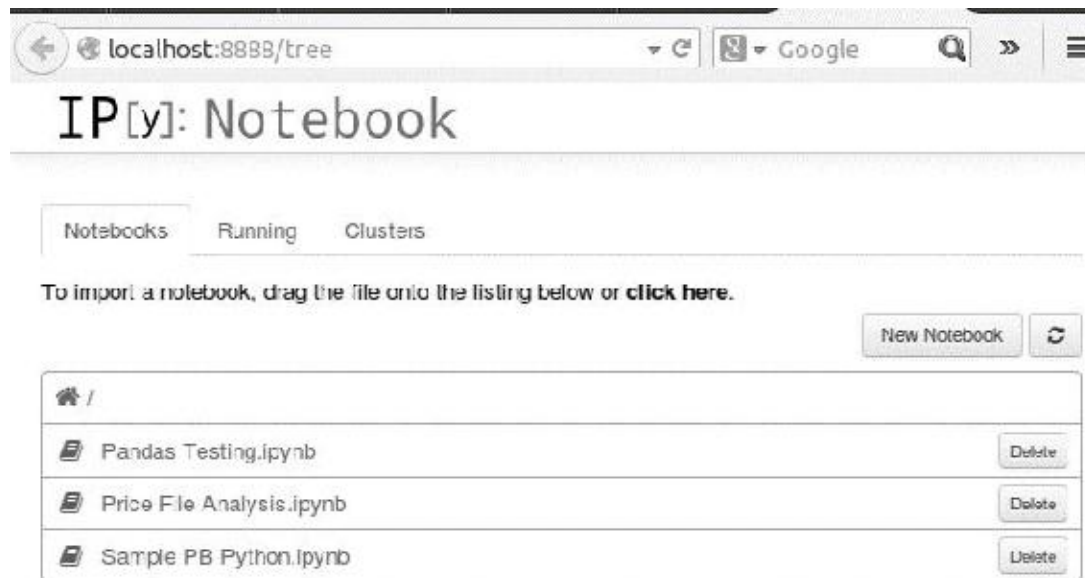 localhost:8888/tree Google
IP[y]: Notebook
Notebooks Running Clusters
To import a notebook, drag the file onto the listing below or click here.
New Notebook
/
Pandas Testing.ipynb Delete
Price File Analysis.ipynb Delete
Sample PB Python.ipynb Delete